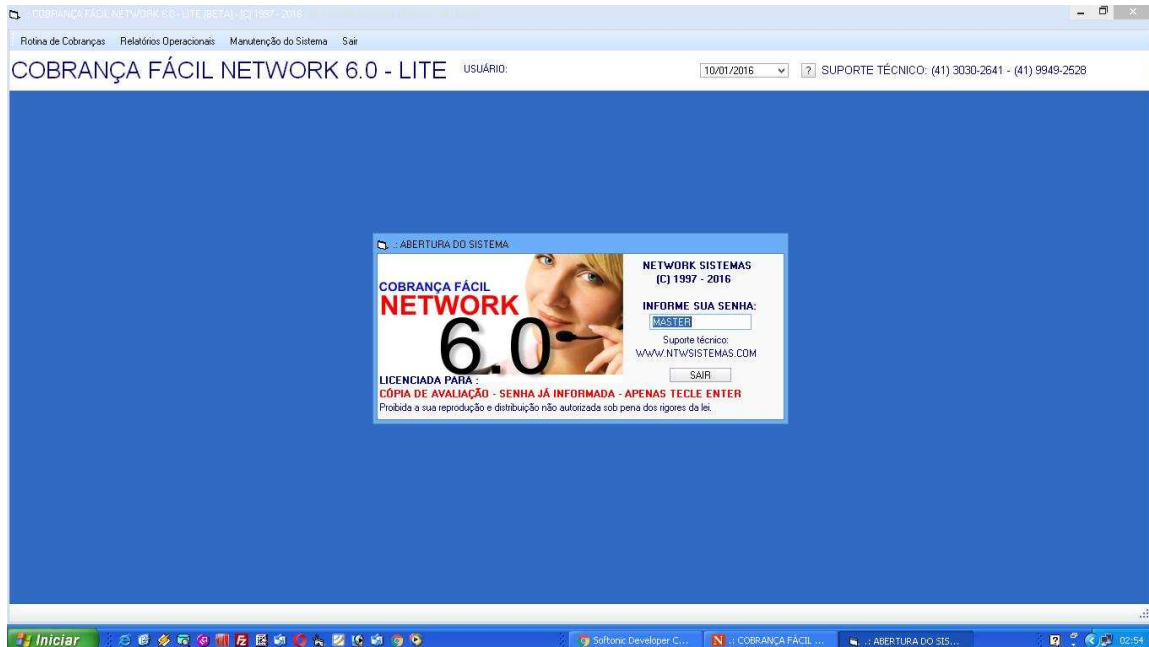 .: COBRANÇA FÁCIL NETWORK 6.0 - LITE (BETA) - (C) 1997 - 2016
Rotina de Cobranças Relatórios Operacionais Manutenção do Sistema Sair
COBRANÇA FÁCIL NETWORK 6.0 - LITE USUÁRIO: 10/01/2016 ? SUPORTE TÉCNICO: (41) 3030-2641 - (41) 9949-2528
.: ABERTURA DO SISTEMA
COBRANÇA FÁCIL
NETWORK
6.0
NETWORK SISTEMAS
(C) 1997 - 2016
INFORME SUA SENHA:
MASTER
Suporte técnico:
WWW.NTWSISTEMAS.COM
SAIR
LICENCIADA PARA :
CÓPIA DE AVALIAÇÃO - SENHA JÁ INFORMADA - APENAS TECLE ENTER
Proibida a sua reprodução e distribuição não autorizada sob pena dos rigores da lei.
Iniciar Softonic Developer C... .: COBRANÇA FÁCIL ... .: ABERTURA DO SIS... 02:54